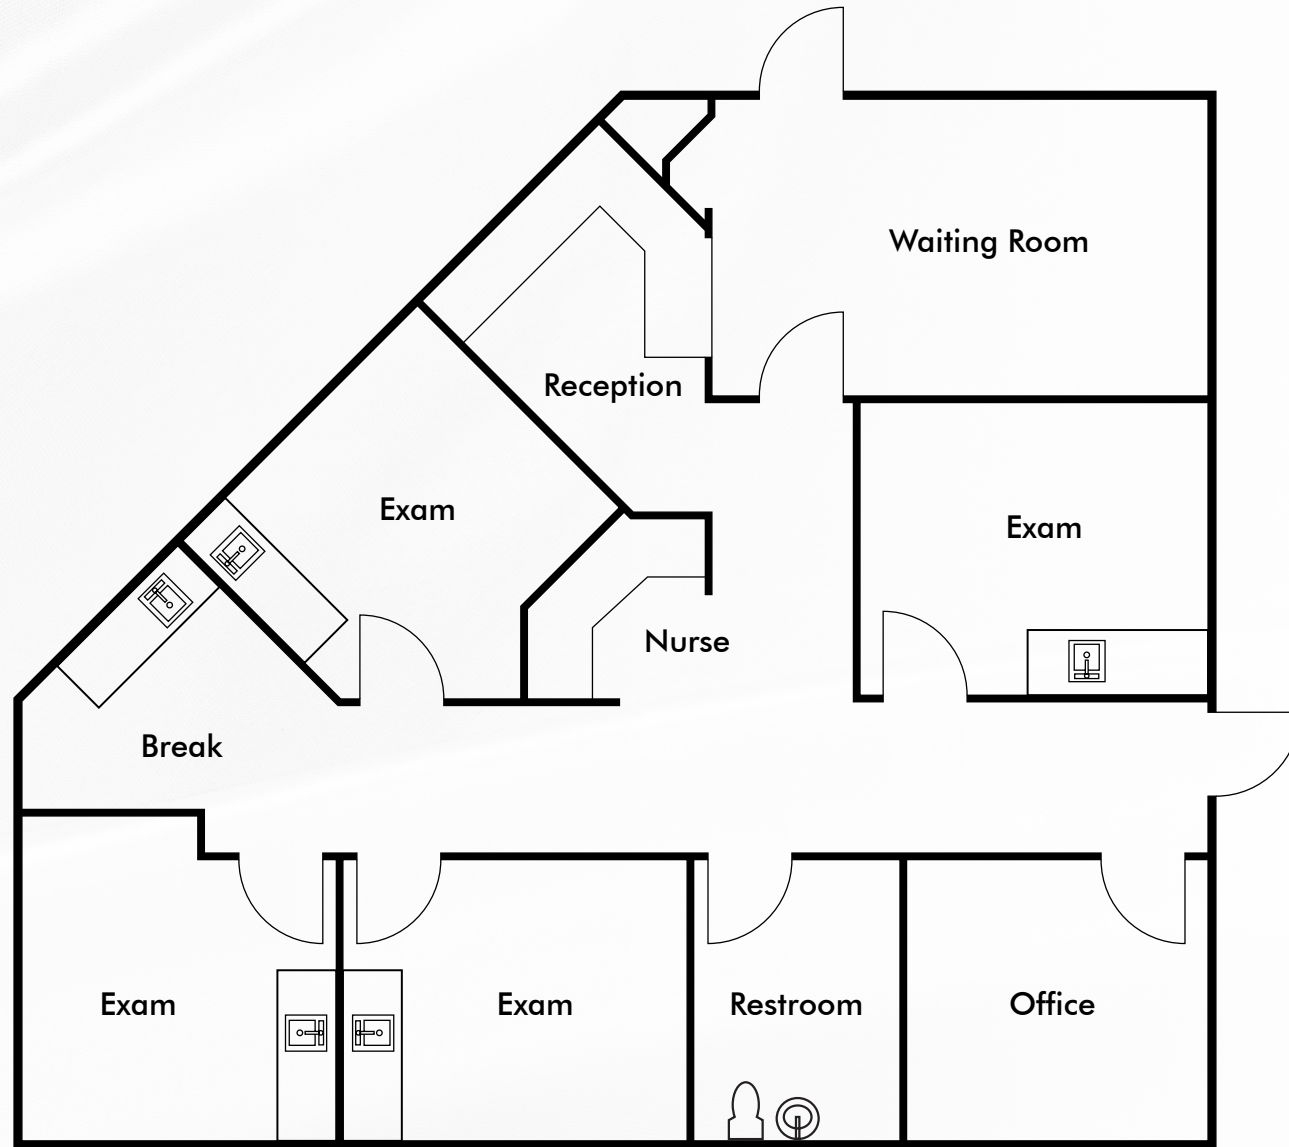 Waiting Room
Reception
Exam
Exam
Nurse
Break
Exam
Exam
Restroom
Office